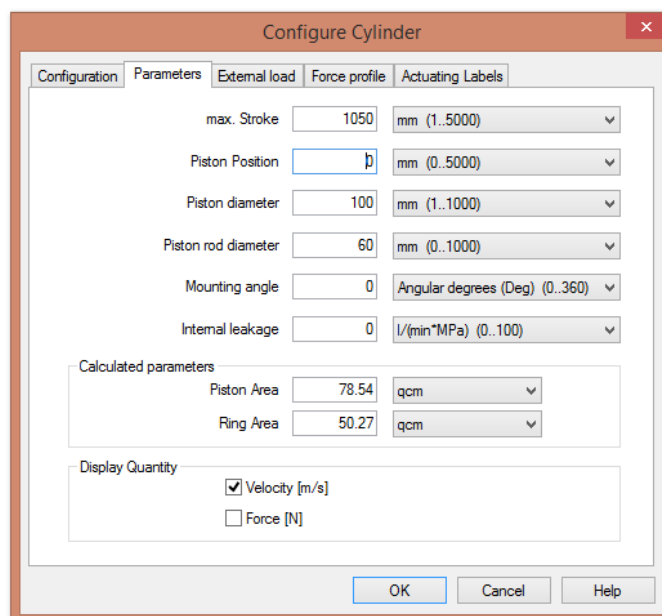 Configure Cylinder
Configuration Parameters External load Force profile Actuating Labels
max. Stroke 1050 mm (1..5000)
Piston Position 0 mm (0..5000)
Piston diameter 100 mm (1..1000)
Piston rod diameter 60 mm (0..1000)
Mounting angle 0 Angular degrees (Deg) (0..360)
Internal leakage 0 l/(min*MPa) (0..100)
Calculated parameters
Piston Area 78.54 qcm
Ring Area 50.27 qcm
Display Quantity
Velocity [m/s]
Force [N]
OK Cancel Help